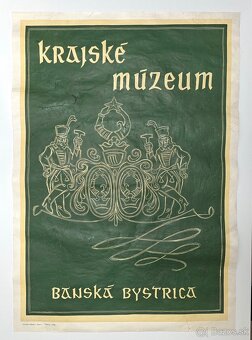 krajské
múzeum
BANSKÁ BYSTRICA